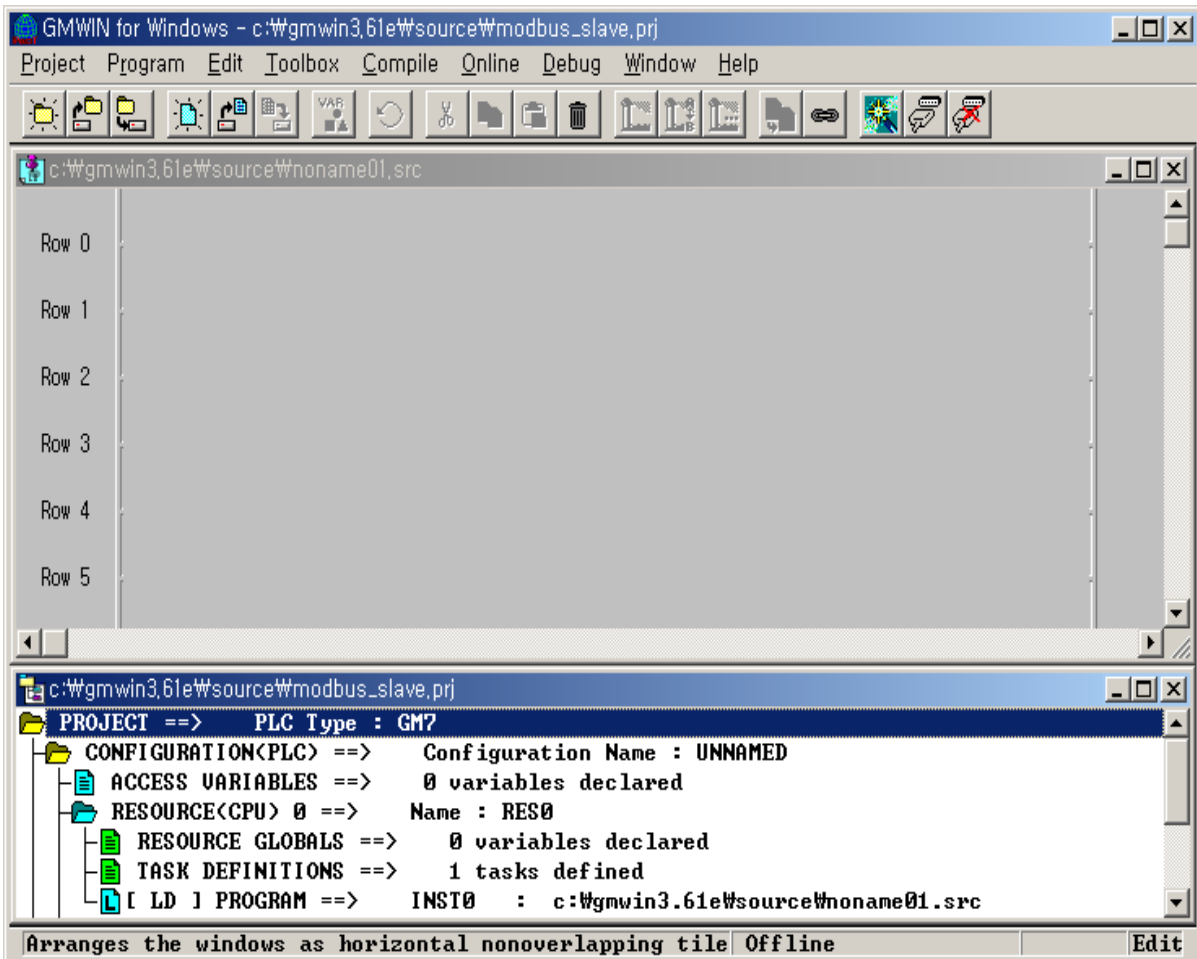 GMWIN for Windows - c:₩gmwin3,61e₩source₩modbus_slave,prj
Project Program Edit Toolbox Compile Online Debug Window Help
VAR
c:₩gmwin3,61e₩source₩noname01,src
Row 0
Row 1
Row 2
Row 3
Row 4
Row 5
c:₩gmwin3,61e₩source₩modbus_slave,prj
PROJECT ==> PLC Type : GM7
CONFIGURATION(PLC) ==> Configuration Name : UNNAMED
ACCESS VARIABLES ==> 0 variables declared
RESOURCE(CPU) 0 ==> Name : RES0
RESOURCE GLOBALS ==> 0 variables declared
TASK DEFINITIONS ==> 1 tasks defined
L [ LD ] PROGRAM ==> INST0 : c:₩gmwin3.61e₩source₩noname01.src
Arranges the windows as horizontal nonoverlapping tile Offline Edit